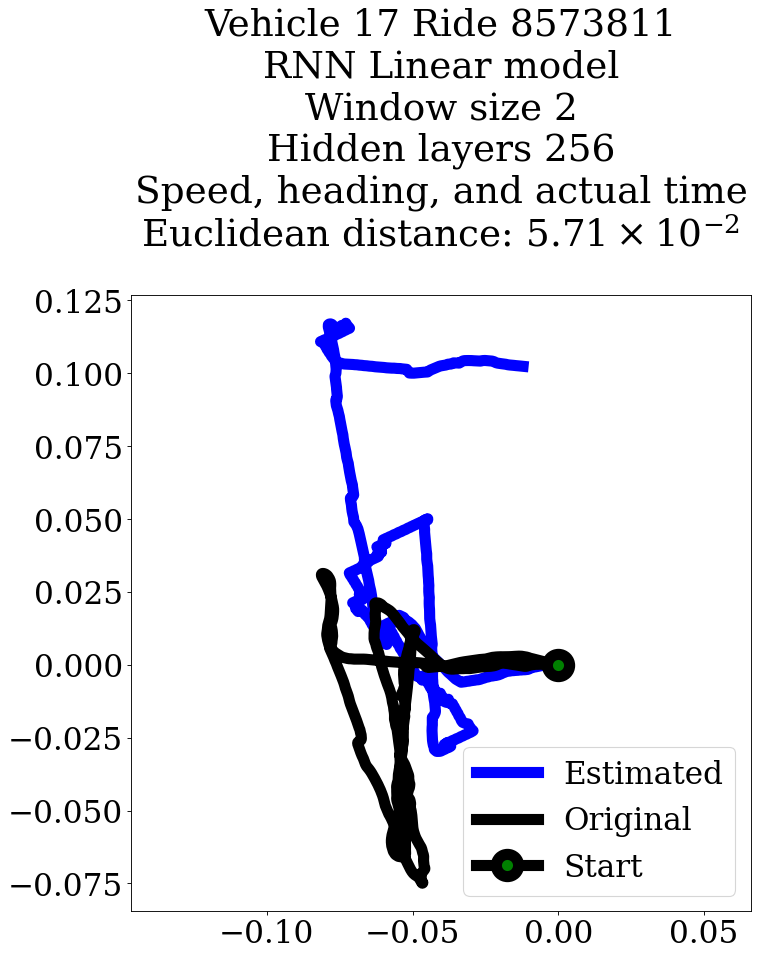 Vehicle 17 Ride 8573811
RNN Linear model
Window size 2
Hidden layers 256
Speed, heading, and actual time
Euclidean distance: 5.71 × 10⁻²
0.125
0.100
0.075
0.050
0.025
0.000
−0.025
−0.050
−0.075
Estimated
Original
Start
−0.10
−0.05
0.00
0.05